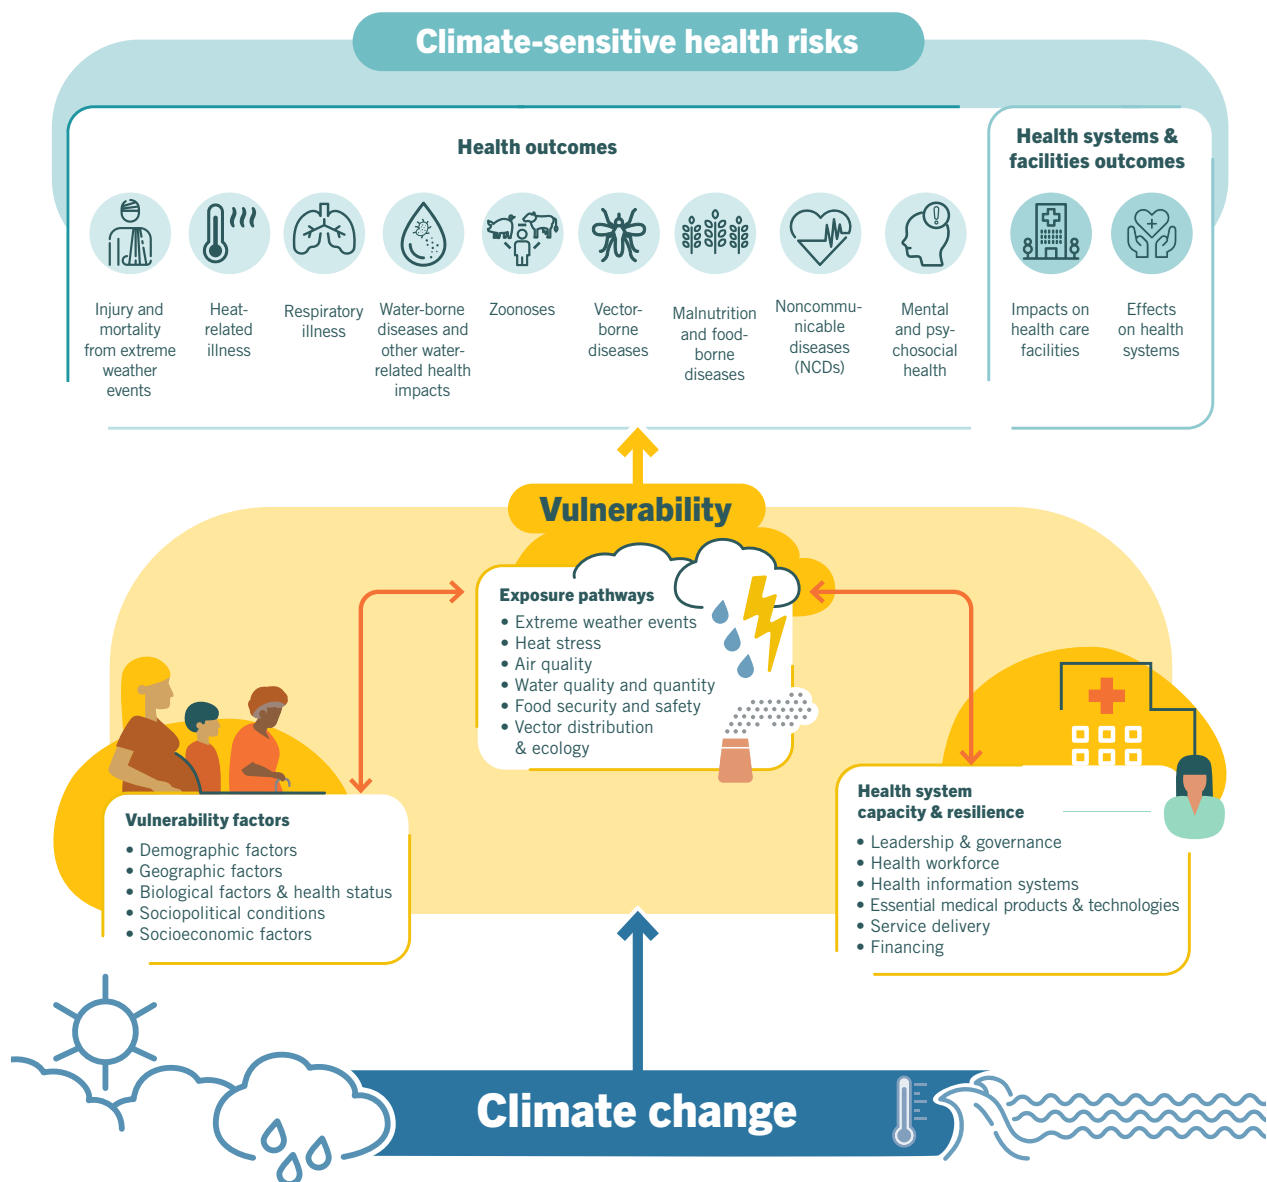 Climate-sensitive health risks
Health outcomes
Injury and
mortality
from extreme
weather
events
Heat-
related
illness
Respiratory
illness
Water-borne
diseases and
other water-
related health
impacts
Zoonoses
Vector-
borne
diseases
Malnutrition
and food-
borne
diseases
Noncommu-
nicable
diseases
(NCDs)
Mental
and psy-
chosocial
health
Health systems &
facilities outcomes
Impacts on
health care
facilities
Effects
on health
systems
Vulnerability
Exposure pathways
• Extreme weather events
• Heat stress
• Air quality
• Water quality and quantity
• Food security and safety
• Vector distribution
& ecology
Vulnerability factors
• Demographic factors
• Geographic factors
• Biological factors & health status
• Sociopolitical conditions
• Socioeconomic factors
Health system
capacity & resilience
• Leadership & governance
• Health workforce
• Health information systems
• Essential medical products & technologies
• Service delivery
• Financing
Climate change